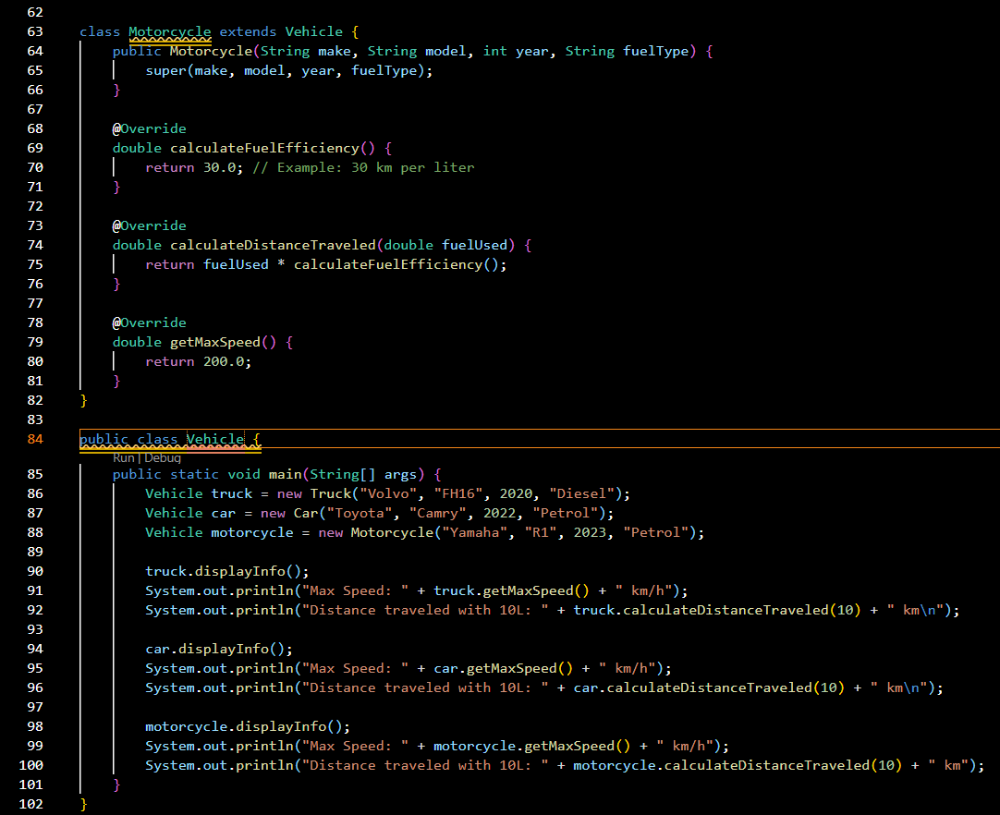 62
63 class Motorcycle extends Vehicle {
64 public Motorcycle(String make, String model, int year, String fuelType) {
65 super(make, model, year, fuelType);
66 }
67
68 @Override
69 double calculateFuelEfficiency() {
70 return 30.0; // Example: 30 km per liter
71 }
72
73 @Override
74 double calculateDistanceTraveled(double fuelUsed) {
75 return fuelUsed * calculateFuelEfficiency();
76 }
77
78 @Override
79 double getMaxSpeed() {
80 return 200.0;
81 }
82 }
83
84 public class Vehicle {
Run | Debug
85 public static void main(String[] args) {
86 Vehicle truck = new Truck("Volvo", "FH16", 2020, "Diesel");
87 Vehicle car = new Car("Toyota", "Camry", 2022, "Petrol");
88 Vehicle motorcycle = new Motorcycle("Yamaha", "R1", 2023, "Petrol");
89
90 truck.displayInfo();
91 System.out.println("Max Speed: " + truck.getMaxSpeed() + " km/h");
92 System.out.println("Distance traveled with 10L: " + truck.calculateDistanceTraveled(10) + " km\n");
93
94 car.displayInfo();
95 System.out.println("Max Speed: " + car.getMaxSpeed() + " km/h");
96 System.out.println("Distance traveled with 10L: " + car.calculateDistanceTraveled(10) + " km\n");
97
98 motorcycle.displayInfo();
99 System.out.println("Max Speed: " + motorcycle.getMaxSpeed() + " km/h");
100 System.out.println("Distance traveled with 10L: " + motorcycle.calculateDistanceTraveled(10) + " km");
101 }
102 }